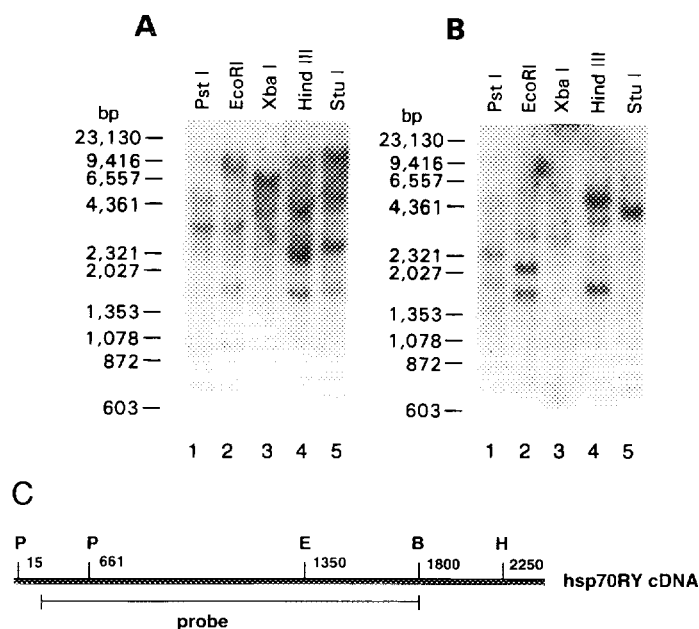 A
B
Pst I
EcoRI
Xba I
Hind III
Stu I
Pst I
EcoRI
Xba I
Hind III
Stu I
bp
23,130
9,416
6,557
4,361
2,321
2,027
1,353
1,078
872
603
bp
23,130
9,416
6,557
4,361
2,321
2,027
1,353
1,078
872
603
1 2 3 4 5
1 2 3 4 5
C
P P E B H
15 661 1350 1800 2250
hsp70RY cDNA
probe